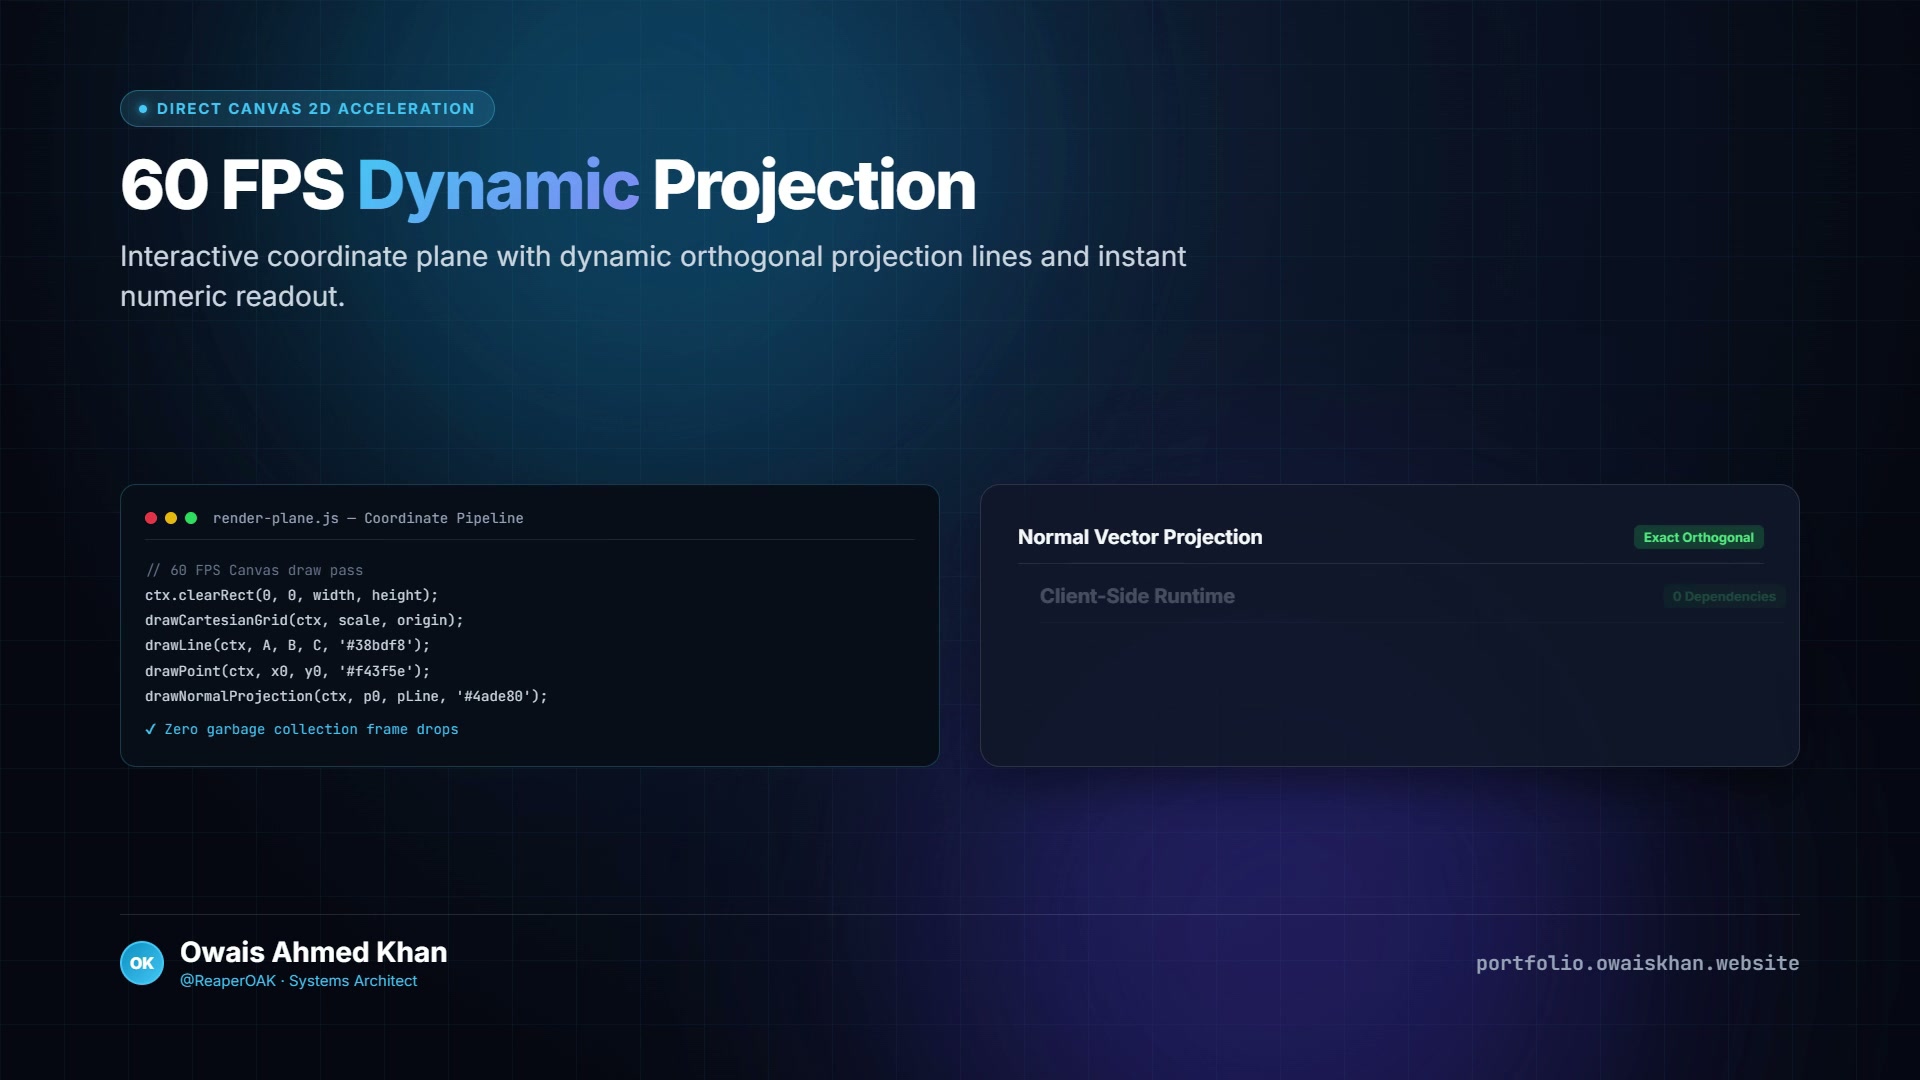 DIRECT CANVAS 2D ACCELERATION
60 FPS Dynamic Projection
Interactive coordinate plane with dynamic orthogonal projection lines and instant
numeric readout.
render-plane.js — Coordinate Pipeline
// 60 FPS Canvas draw pass
ctx.clearRect(0, 0, width, height);
drawCartesianGrid(ctx, scale, origin);
drawLine(ctx, A, B, C, '#38bdf8');
drawPoint(ctx, x0, y0, '#f43f5e');
drawNormalProjection(ctx, p0, pLine, '#4ade80');
✓ Zero garbage collection frame drops
Normal Vector Projection
Exact Orthogonal
Client-Side Runtime
0 Dependencies
OK
Owais Ahmed Khan
@ReaperOAK · Systems Architect
portfolio.owaiskhan.website